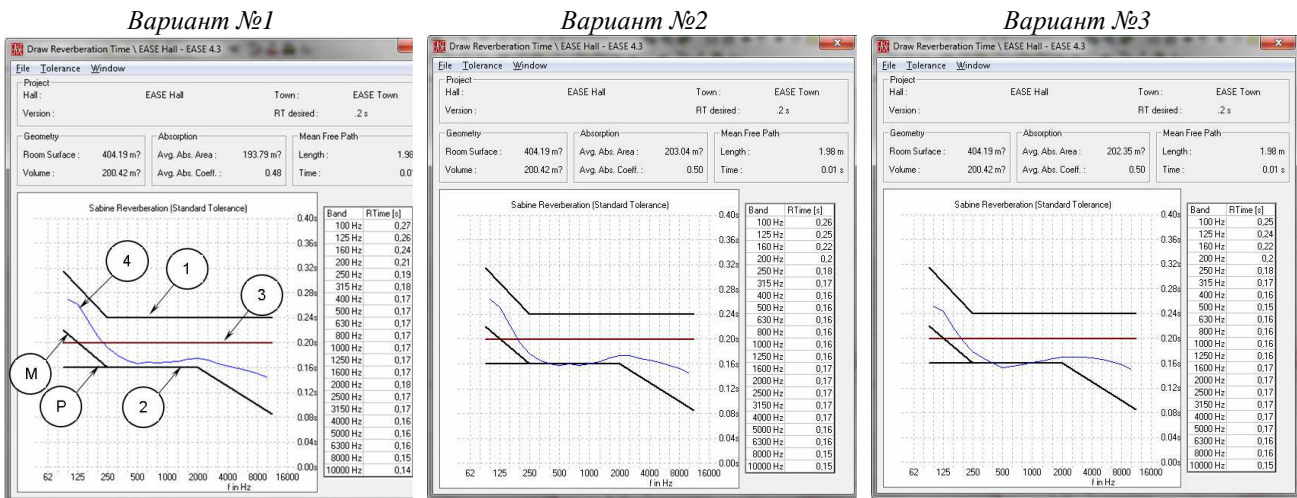 Вариант №1
Draw Reverberation Time \ EASE Hall - EASE 4.3
File Tolerance Window
Project
Hall : EASE Hall Town : EASE Town
Version : RT desired : .2 s
Geometry Absorption Mean Free Path
Room Surface : 404.19 m? Avg. Abs. Area : 193.79 m? Length : 1.98
Volume : 200.42 m? Avg. Abs. Coeff. : 0.48 Time : 0.01
Sabine Reverberation (Standard Tolerance)
0.40s
0.36s
0.32s
0.28s
0.24s
0.20s
0.16s
0.12s
0.08s
0.04s
0.00s
4
1
3
M
P
2
62 125 250 500 1000 2000 4000 8000 16000
f in Hz
Band RTime [s]
100 Hz 0,27
125 Hz 0,26
160 Hz 0,24
200 Hz 0,21
250 Hz 0,19
315 Hz 0,18
400 Hz 0,17
500 Hz 0,17
630 Hz 0,17
800 Hz 0,17
1000 Hz 0,17
1250 Hz 0,17
1600 Hz 0,17
2000 Hz 0,18
2500 Hz 0,17
3150 Hz 0,17
4000 Hz 0,17
5000 Hz 0,16
6300 Hz 0,16
8000 Hz 0,15
10000 Hz 0,14
Вариант №2
Draw Reverberation Time \ EASE Hall - EASE 4.3
File Tolerance Window
Project
Hall : EASE Hall Town : EASE Town
Version : RT desired : .2 s
Geometry Absorption Mean Free Path
Room Surface : 404.19 m? Avg. Abs. Area : 203.04 m? Length : 1.98 m
Volume : 200.42 m? Avg. Abs. Coeff. : 0.50 Time : 0.01 s
Sabine Reverberation (Standard Tolerance)
0.40s
0.36s
0.32s
0.28s
0.24s
0.20s
0.16s
0.12s
0.08s
0.04s
0.00s
62 125 250 500 1000 2000 4000 8000 16000
f in Hz
Band RTime [s]
100 Hz 0,26
125 Hz 0,25
160 Hz 0,22
200 Hz 0,2
250 Hz 0,18
315 Hz 0,17
400 Hz 0,16
500 Hz 0,16
630 Hz 0,16
800 Hz 0,16
1000 Hz 0,16
1250 Hz 0,16
1600 Hz 0,17
2000 Hz 0,17
2500 Hz 0,17
3150 Hz 0,17
4000 Hz 0,17
5000 Hz 0,16
6300 Hz 0,16
8000 Hz 0,15
10000 Hz 0,15
Вариант №3
Draw Reverberation Time \ EASE Hall - EASE 4.3
File Tolerance Window
Project
Hall : EASE Hall Town : EASE Town
Version : RT desired : .2 s
Geometry Absorption Mean Free Path
Room Surface : 404.19 m? Avg. Abs. Area : 202.35 m? Length : 1.98 m
Volume : 200.42 m? Avg. Abs. Coeff. : 0.50 Time : 0.01 s
Sabine Reverberation (Standard Tolerance)
0.40s
0.36s
0.32s
0.28s
0.24s
0.20s
0.16s
0.12s
0.08s
0.04s
0.00s
62 125 250 500 1000 2000 4000 8000 16000
f in Hz
Band RTime [s]
100 Hz 0,25
125 Hz 0,24
160 Hz 0,22
200 Hz 0,2
250 Hz 0,18
315 Hz 0,17
400 Hz 0,16
500 Hz 0,15
630 Hz 0,16
800 Hz 0,16
1000 Hz 0,16
1250 Hz 0,16
1600 Hz 0,17
2000 Hz 0,17
2500 Hz 0,17
3150 Hz 0,17
4000 Hz 0,17
5000 Hz 0,17
6300 Hz 0,16
8000 Hz 0,16
10000 Hz 0,15